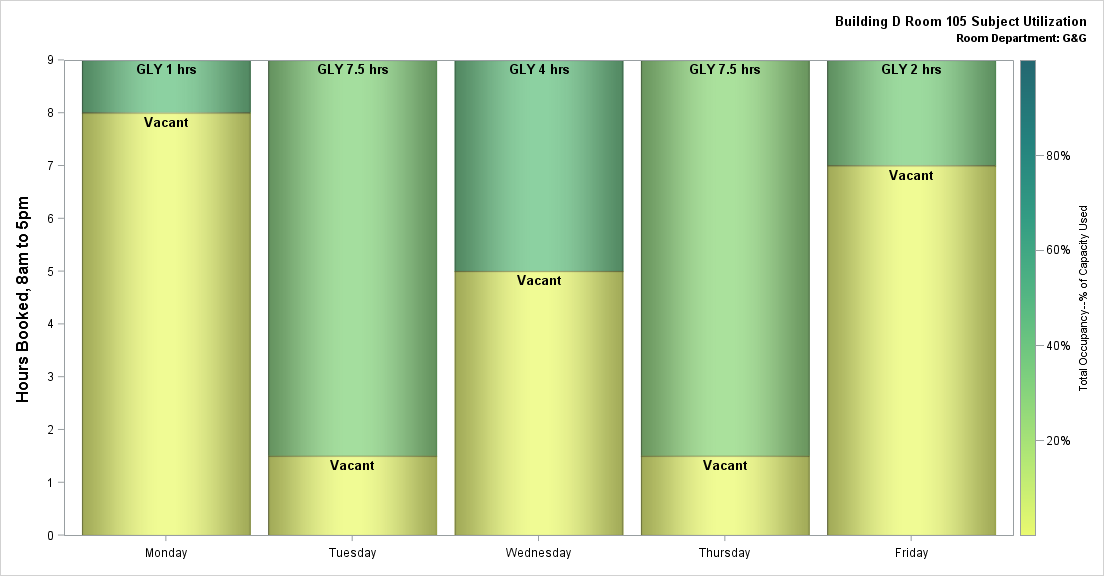 Building D Room 105 Subject Utilization
Room Department: G&G
Hours Booked, 8am to 5pm
9
8
7
6
5
4
3
2
1
0
GLY 1 hrs
Vacant
GLY 7.5 hrs
Vacant
GLY 4 hrs
Vacant
GLY 7.5 hrs
Vacant
GLY 2 hrs
Vacant
Monday
Tuesday
Wednesday
Thursday
Friday
80%
60%
40%
20%
Total Occupancy--% of Capacity Used